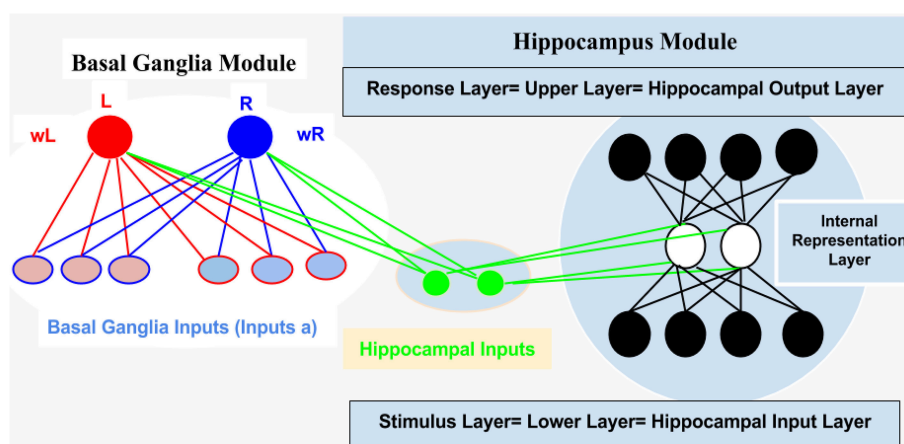 Hippocampus Module
Basal Ganglia Module
Response Layer= Upper Layer= Hippocampal Output Layer
L
R
wL
wR
Internal
Representation
Layer
Basal Ganglia Inputs (Inputs a)
Hippocampal Inputs
Stimulus Layer= Lower Layer= Hippocampal Input Layer